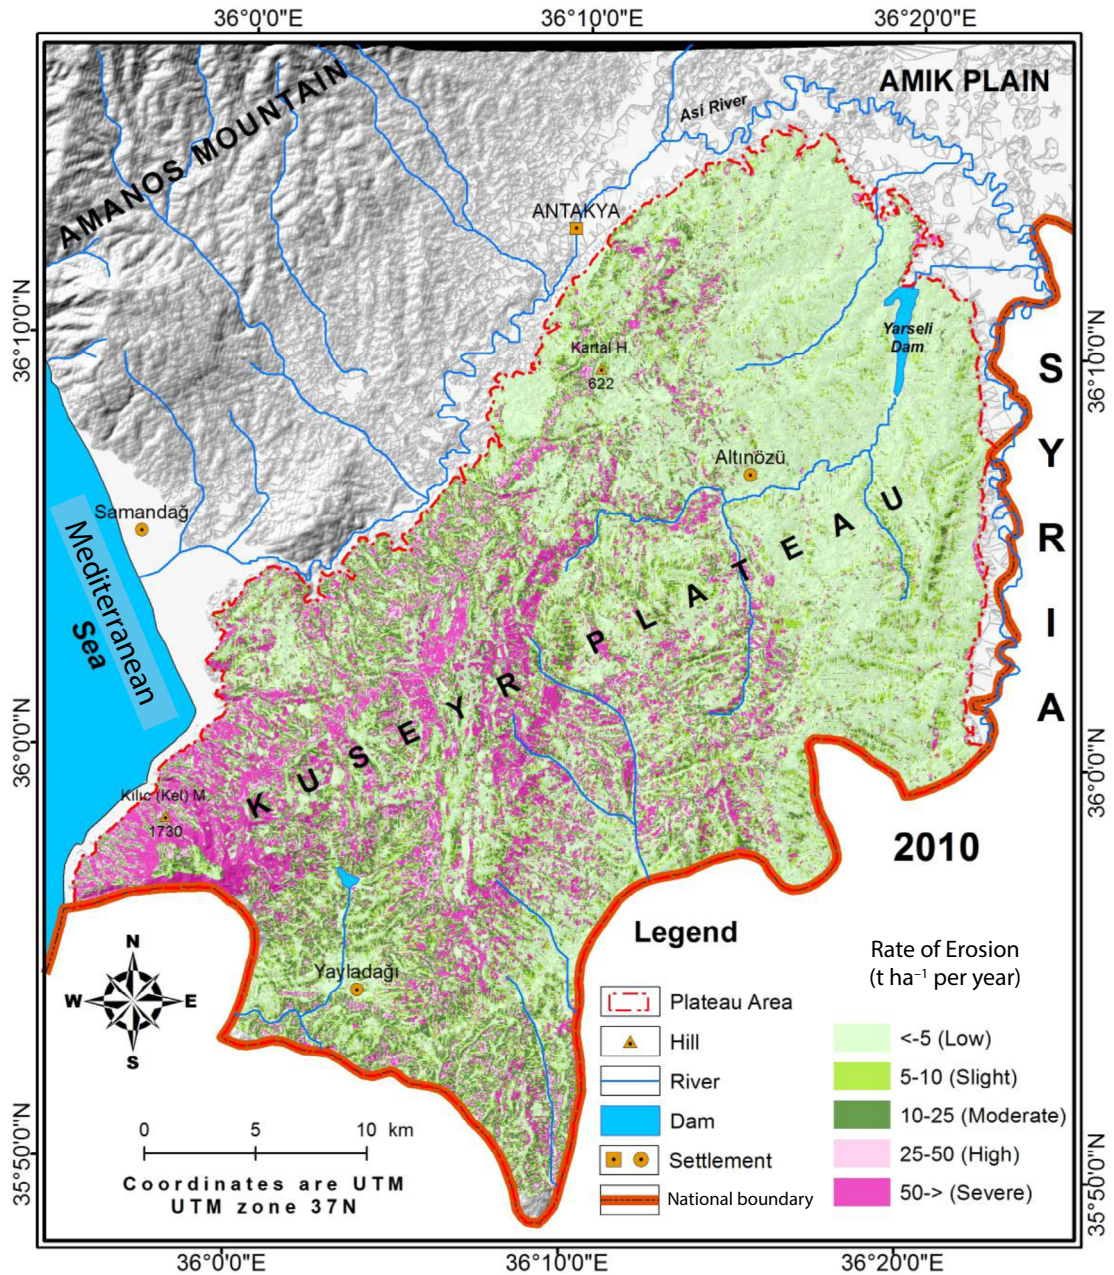 36°0'0"E
36°10'0"E
36°20'0"E
AMANOS MOUNTAIN
AMIK PLAIN
Asi River
ANTAKYA
36°10'0"N
36°10'0"N
Yarseli
Dam
Kartal H.
622
SYRIA
Altınözü
Samandağ
Mediterranean
Sea
KUSEYR PLATEAU
36°0'0"N
36°0'0"N
Kılıc (Kel) M.
1730
2010
Yayladağı
N
W
E
S
Legend
Plateau Area
Hill
River
Dam
Settlement
National boundary
Rate of Erosion
(t ha⁻¹ per year)
<-5 (Low)
5-10 (Slight)
10-25 (Moderate)
25-50 (High)
50-> (Severe)
0 5 10 km
Coordinates are UTM
UTM zone 37N
35°50'0"N
35°50'0"N
36°0'0"E
36°10'0"E
36°20'0"E